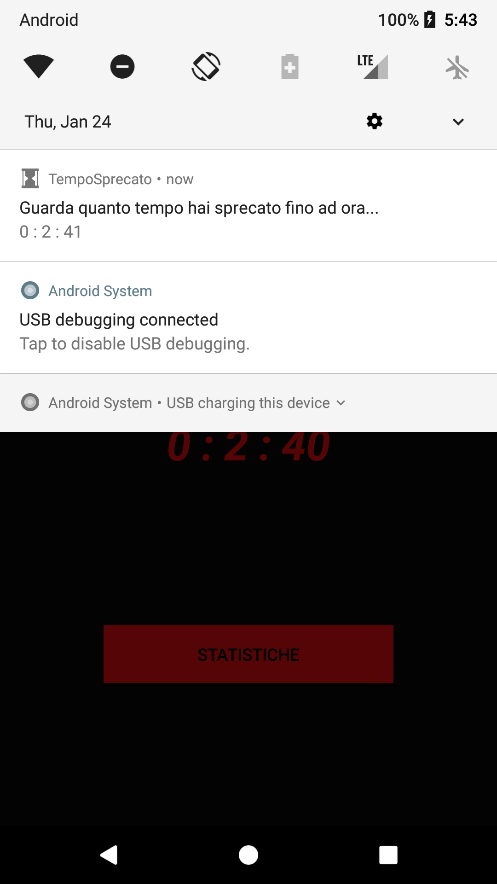 Android 100% 5:43
LTE
Thu, Jan 24
TempoSprecato • now
Guarda quanto tempo hai sprecato fino ad ora...
0 : 2 : 41
Android System
USB debugging connected
Tap to disable USB debugging.
Android System • USB charging this device
0 : 2 : 40
STATISTICHE